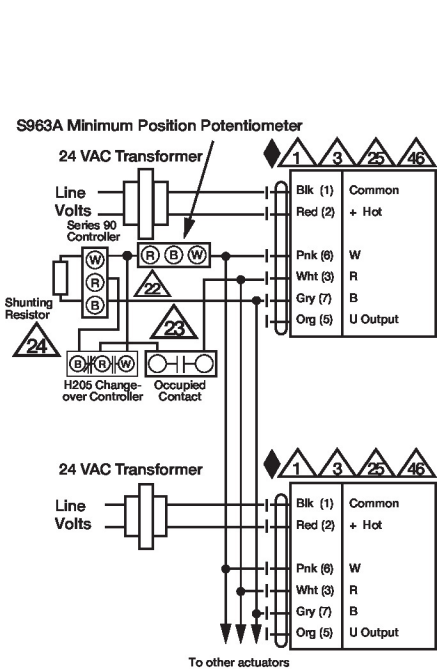 S963A Minimum Position Potentiometer
24 VAC Transformer
1 3 25 46
Line
Volts
Blk (1) Common
Red (2) + Hot
Series 90
Controller
W
R
B
R B W
Pnk (6) W
Wht (3) R
Gry (7) B
Org (5) U Output
22
Shunting
Resistor
23
24
B R W
H205 Change-
over Controller
Occupied
Contact
24 VAC Transformer
1 3 25 46
Line
Volts
Blk (1) Common
Red (2) + Hot
Pnk (6) W
Wht (3) R
Gry (7) B
Org (5) U Output
To other actuators